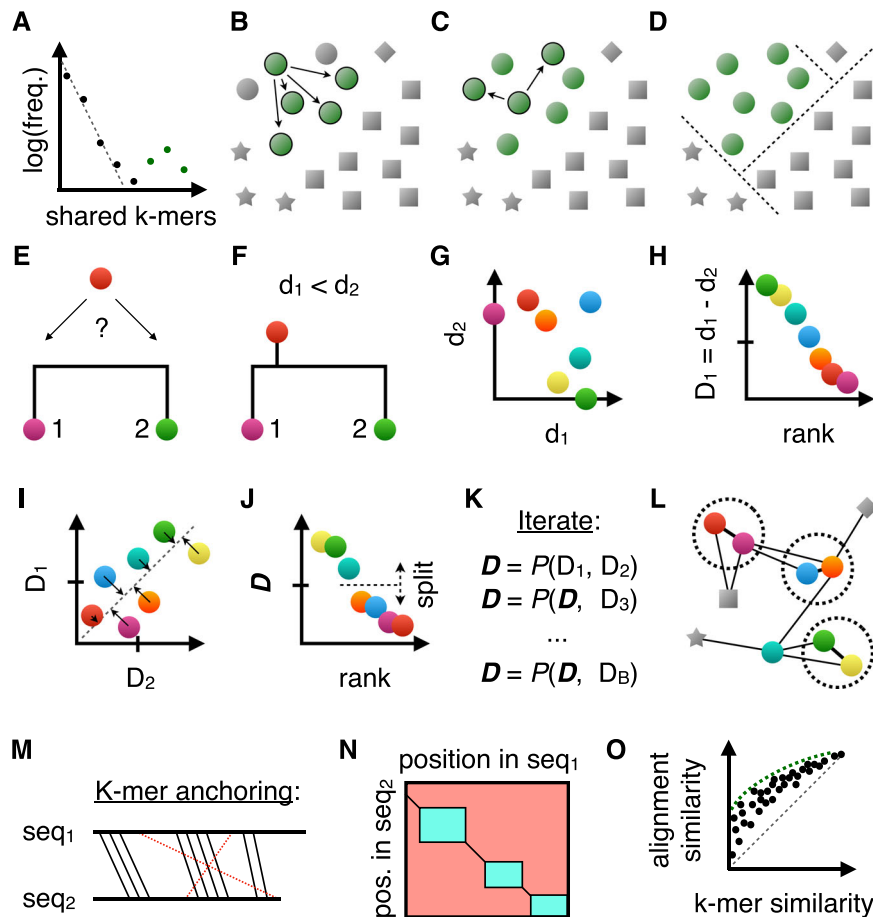 A
B
C
D
log(freq.)
shared k-mers
E
F
G
H
?
d₁ < d₂
1
2
1
2
d₂
d₁
D₁ = d₁ - d₂
rank
I
J
K
L
D₁
D₂
D
split
rank
Iterate:
D = P(D₁, D₂)
D = P(D, D₃)
...
D = P(D, D_B)
M
N
O
K-mer anchoring:
seq₁
seq₂
position in seq₁
pos. in seq₂
alignment
similarity
k-mer similarity